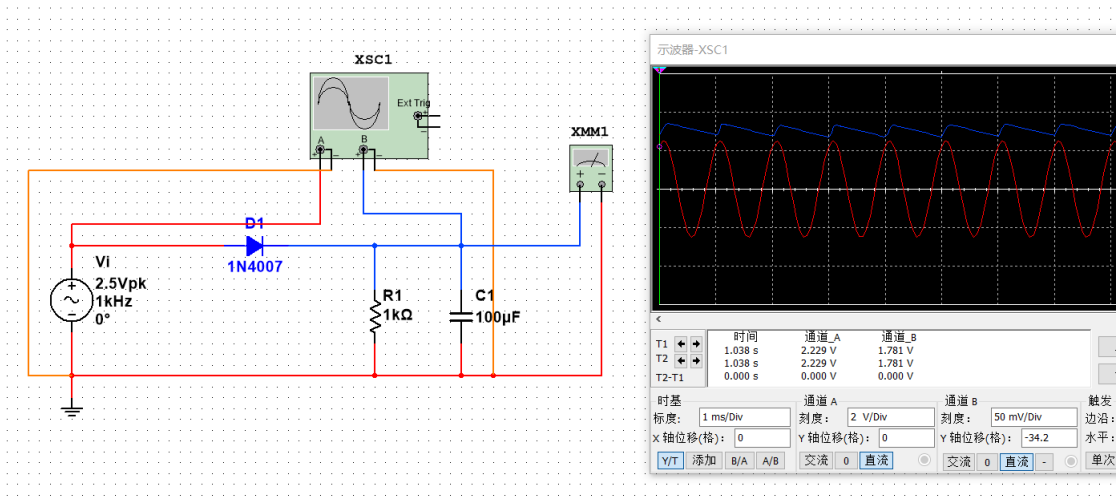 XSC1
Ext Trig
+
−
A
B
+ −
+ −
XMM1
+ −
D1
1N4007
Vi
2.5Vpk
1kHz
0°
+
−
R1
1kΩ
C1
100µF
示波器-XSC1
<
时间 通道_A 通道_B
T1 1.038 s 2.229 V 1.781 V
T2 1.038 s 2.229 V 1.781 V
T2-T1 0.000 s 0.000 V 0.000 V
时基 通道 A 通道 B 触发
标度: 1 ms/Div 刻度: 2 V/Div 刻度: 50 mV/Div 边沿:
X 轴位移(格): 0 Y 轴位移(格): 0 Y 轴位移(格): -34.2 水平:
Y/T 添加 B/A A/B 交流 0 直流 交流 0 直流 - 单次